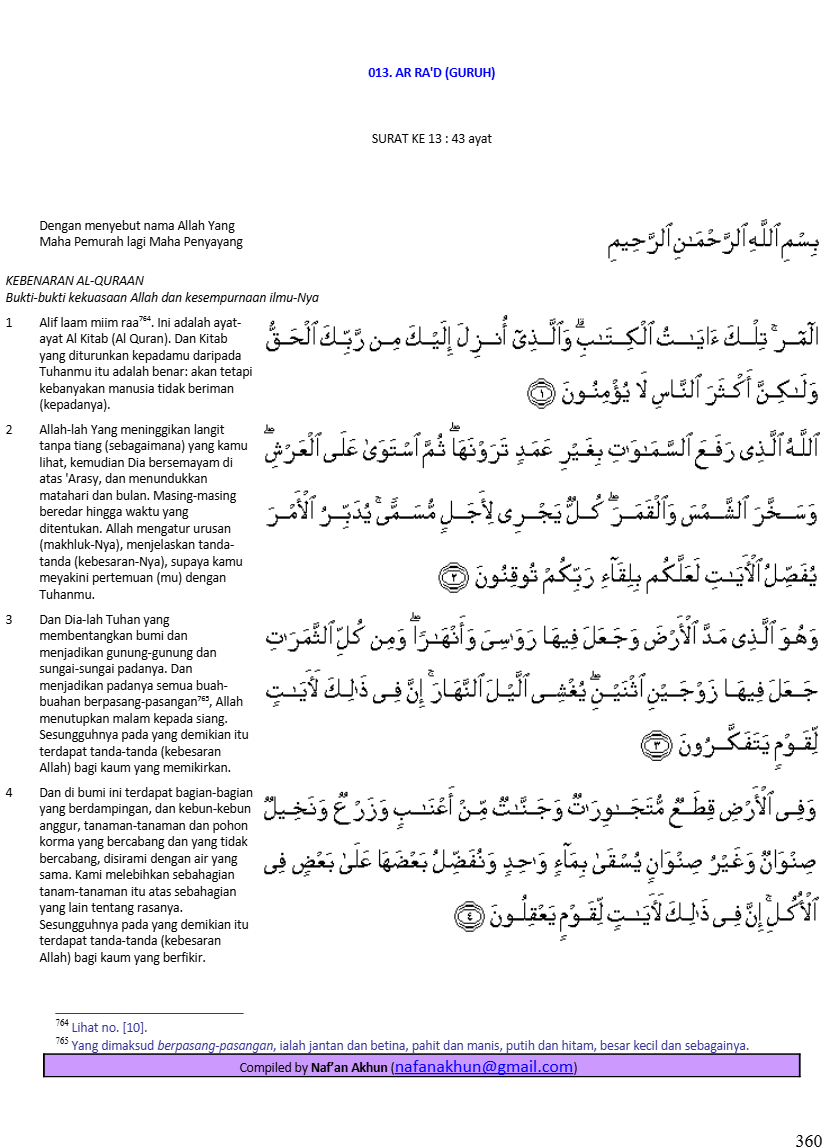 013. AR RA'D (GURUH)
SURAT KE 13 : 43 ayat
Dengan menyebut nama Allah Yang
Maha Pemurah lagi Maha Penyayang
بِسْمِ ٱللَّهِ ٱلرَّحْمَـٰنِ ٱلرَّحِيمِ
KEBENARAN AL-QURAAN
Bukti-bukti kekuasaan Allah dan kesempurnaan ilmu-Nya
1 Alif laam miim raa⁷⁶⁴. Ini adalah ayat-
ayat Al Kitab (Al Quran). Dan Kitab
yang diturunkan kepadamu daripada
Tuhanmu itu adalah benar: akan tetapi
kebanyakan manusia tidak beriman
(kepadanya).
الٓمٓر ۚ تِلْكَ ءَايَـٰتُ ٱلْكِتَـٰبِ ۗ وَٱلَّذِىٓ أُنزِلَ إِلَيْكَ مِن رَّبِّكَ ٱلْحَقُّ
وَلَـٰكِنَّ أَكْثَرَ ٱلنَّاسِ لَا يُؤْمِنُونَ ﴿١﴾
2 Allah-lah Yang meninggikan langit
tanpa tiang (sebagaimana) yang kamu
lihat, kemudian Dia bersemayam di
atas 'Arasy, dan menundukkan
matahari dan bulan. Masing-masing
beredar hingga waktu yang
ditentukan. Allah mengatur urusan
(makhluk-Nya), menjelaskan tanda-
tanda (kebesaran-Nya), supaya kamu
meyakini pertemuan (mu) dengan
Tuhanmu.
ٱللَّهُ ٱلَّذِى رَفَعَ ٱلسَّمَـٰوَٰتِ بِغَيْرِ عَمَدٍ تَرَوْنَهَا ۖ ثُمَّ ٱسْتَوَىٰ عَلَى ٱلْعَرْشِ ۖ
وَسَخَّرَ ٱلشَّمْسَ وَٱلْقَمَرَ ۖ كُلٌّ يَجْرِى لِأَجَلٍ مُّسَمًّى ۚ يُدَبِّرُ ٱلْأَمْرَ
يُفَصِّلُ ٱلْأَيَـٰتِ لَعَلَّكُم بِلِقَآءِ رَبِّكُمْ تُوقِنُونَ ﴿٢﴾
3 Dan Dia-lah Tuhan yang
membentangkan bumi dan
menjadikan gunung-gunung dan
sungai-sungai padanya. Dan
menjadikan padanya semua buah-
buahan berpasang-pasangan⁷⁶⁵, Allah
menutupkan malam kepada siang.
Sesungguhnya pada yang demikian itu
terdapat tanda-tanda (kebesaran
Allah) bagi kaum yang memikirkan.
وَهُوَ ٱلَّذِى مَدَّ ٱلْأَرْضَ وَجَعَلَ فِيهَا رَوَٰسِىَ وَأَنْهَـٰرًا ۖ وَمِن كُلِّ ٱلثَّمَرَٰتِ
جَعَلَ فِيهَا زَوْجَيْنِ ٱثْنَيْنِ ۖ يُغْشِى ٱلَّيْلَ ٱلنَّهَارَ ۚ إِنَّ فِى ذَٰلِكَ لَأَيَـٰتٍ
لِّقَوْمٍ يَتَفَكَّرُونَ ﴿٣﴾
4 Dan di bumi ini terdapat bagian-bagian
yang berdampingan, dan kebun-kebun
anggur, tanaman-tanaman dan pohon
korma yang bercabang dan yang tidak
bercabang, disirami dengan air yang
sama. Kami melebihkan sebahagian
tanam-tanaman itu atas sebahagian
yang lain tentang rasanya.
Sesungguhnya pada yang demikian itu
terdapat tanda-tanda (kebesaran
Allah) bagi kaum yang berfikir.
وَفِى ٱلْأَرْضِ قِطَعٌ مُّتَجَـٰوِرَٰتٌ وَجَنَّـٰتٌ مِّنْ أَعْنَـٰبٍ وَزَرْعٌ وَنَخِيلٌ
صِنْوَانٌ وَغَيْرُ صِنْوَانٍ يُسْقَىٰ بِمَآءٍ وَٰحِدٍ وَنُفَضِّلُ بَعْضَهَا عَلَىٰ بَعْضٍ فِى
ٱلْأُكُلِ ۚ إِنَّ فِى ذَٰلِكَ لَأَيَـٰتٍ لِّقَوْمٍ يَعْقِلُونَ ﴿٤﴾
⁷⁶⁴ Lihat no. [10].
⁷⁶⁵ Yang dimaksud berpasang-pasangan, ialah jantan dan betina, pahit dan manis, putih dan hitam, besar kecil dan sebagainya.
Compiled by Naf’an Akhun (nafanakhun@gmail.com)
360